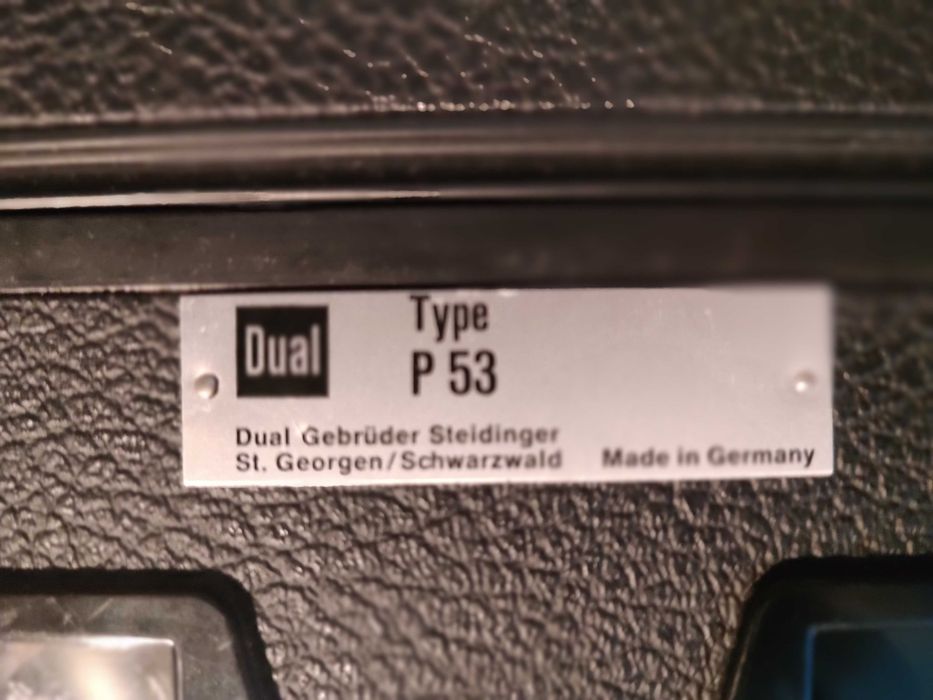 Dual
Type
P 53
Dual Gebrüder Steidinger
St. Georgen/Schwarzwald
Made in Germany